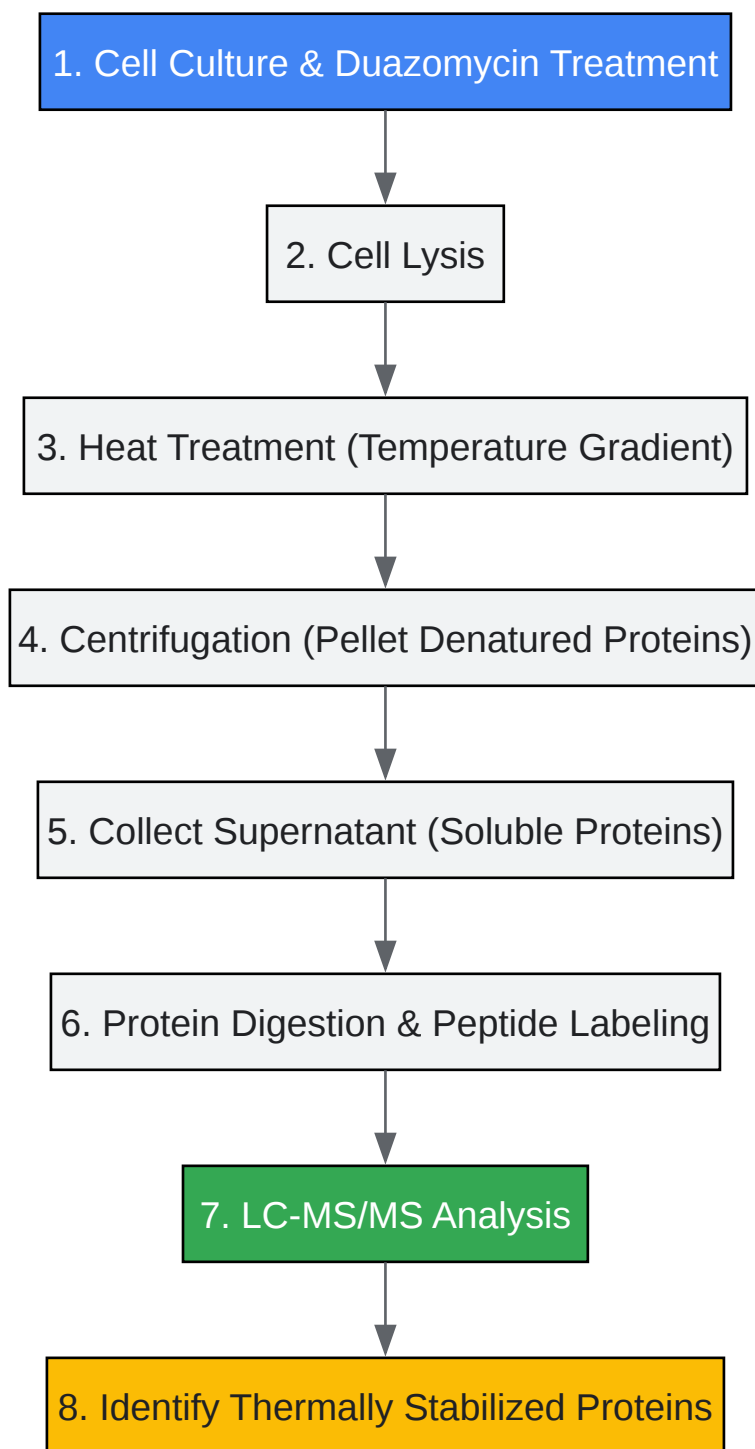 1. Cell Culture & Duazomycin Treatment
2. Cell Lysis
3. Heat Treatment (Temperature Gradient)
4. Centrifugation (Pellet Denatured Proteins)
5. Collect Supernatant (Soluble Proteins)
6. Protein Digestion & Peptide Labeling
7. LC-MS/MS Analysis
8. Identify Thermally Stabilized Proteins